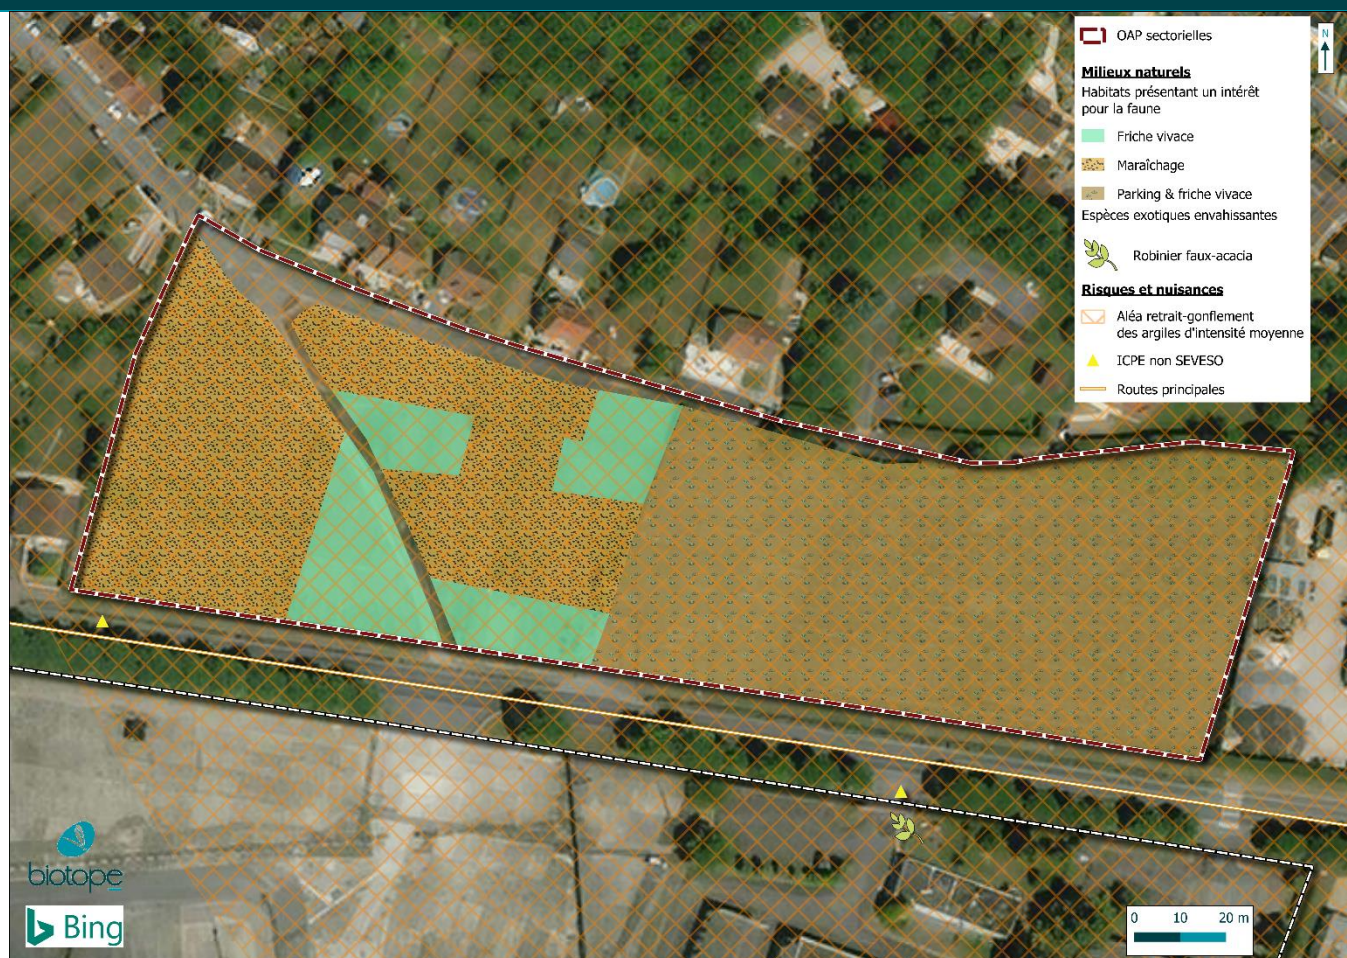 OAP sectorielles
N
Milieux naturels
Habitats présentant un intérêt
pour la faune
Friche vivace
Maraîchage
Parking & friche vivace
Espèces exotiques envahissantes
Robinier faux-acacia
Risques et nuisances
Aléa retrait-gonflement
des argiles d'intensité moyenne
ICPE non SEVESO
Routes principales
biotope
Bing
0 10 20 m